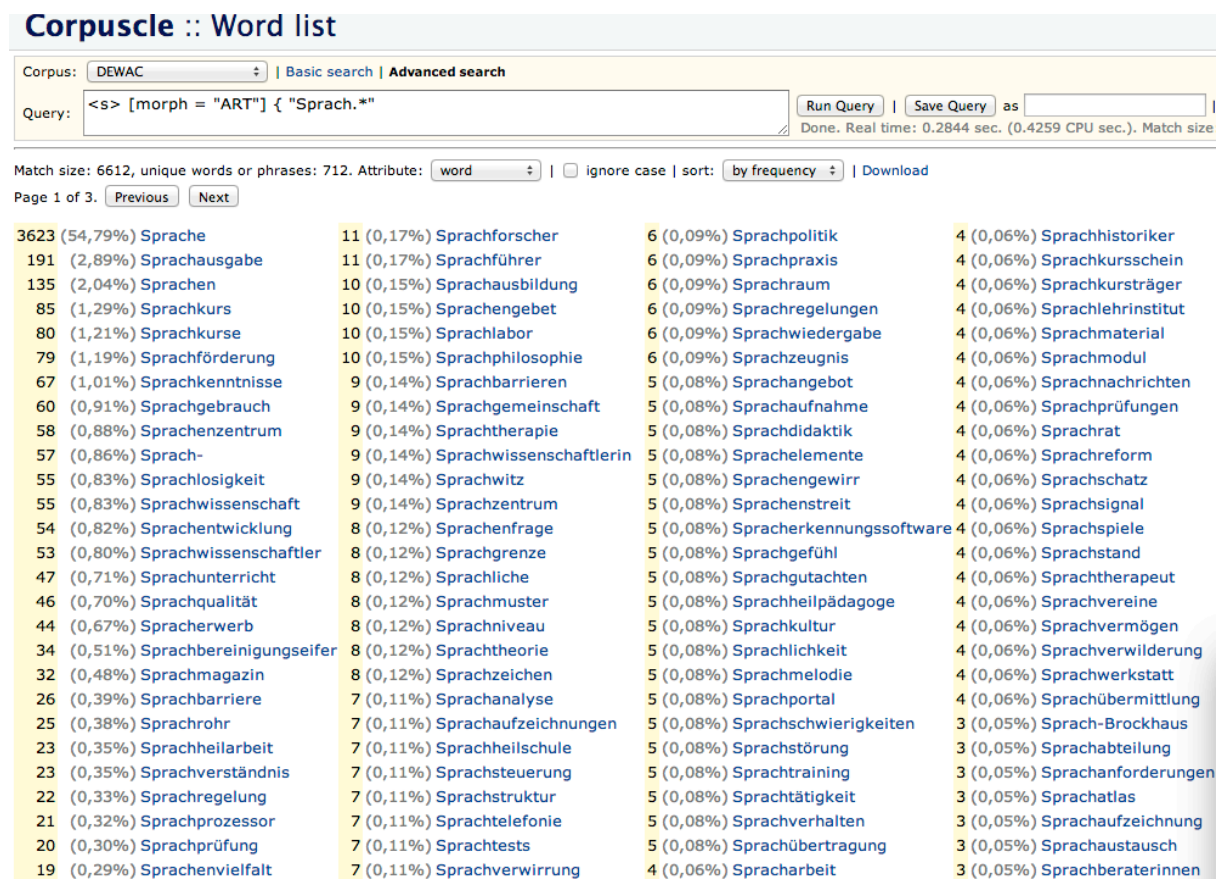 Corpuscle :: Word list
Corpus: DEWAC | Basic search | Advanced search
Query: <s> [morph = "ART"] { "Sprach.*"
Run Query | Save Query as |
Done. Real time: 0.2844 sec. (0.4259 CPU sec.). Match size
Match size: 6612, unique words or phrases: 712. Attribute: word | ignore case | sort: by frequency | Download
Page 1 of 3. Previous Next
3623 (54,79%) Sprache 11 (0,17%) Sprachforscher 6 (0,09%) Sprachpolitik 4 (0,06%) Sprachhistoriker
191 (2,89%) Sprachausgabe 11 (0,17%) Sprachführer 6 (0,09%) Sprachpraxis 4 (0,06%) Sprachkursschein
135 (2,04%) Sprachen 10 (0,15%) Sprachausbildung 6 (0,09%) Sprachraum 4 (0,06%) Sprachkursträger
85 (1,29%) Sprachkurs 10 (0,15%) Sprachengebet 6 (0,09%) Sprachregelungen 4 (0,06%) Sprachlehrinstitut
80 (1,21%) Sprachkurse 10 (0,15%) Sprachlabor 6 (0,09%) Sprachwiedergabe 4 (0,06%) Sprachmaterial
79 (1,19%) Sprachförderung 10 (0,15%) Sprachphilosophie 6 (0,09%) Sprachzeugnis 4 (0,06%) Sprachmodul
67 (1,01%) Sprachkenntnisse 9 (0,14%) Sprachbarrieren 5 (0,08%) Sprachangebot 4 (0,06%) Sprachnachrichten
60 (0,91%) Sprachgebrauch 9 (0,14%) Sprachgemeinschaft 5 (0,08%) Sprachaufnahme 4 (0,06%) Sprachprüfungen
58 (0,88%) Sprachenzentrum 9 (0,14%) Sprachtherapie 5 (0,08%) Sprachdidaktik 4 (0,06%) Sprachrat
57 (0,86%) Sprach- 9 (0,14%) Sprachwissenschaftlerin 5 (0,08%) Sprachelemente 4 (0,06%) Sprachreform
55 (0,83%) Sprachlosigkeit 9 (0,14%) Sprachwitz 5 (0,08%) Sprachengewirr 4 (0,06%) Sprachschatz
55 (0,83%) Sprachwissenschaft 9 (0,14%) Sprachzentrum 5 (0,08%) Sprachenstreit 4 (0,06%) Sprachsignal
54 (0,82%) Sprachentwicklung 8 (0,12%) Sprachenfrage 5 (0,08%) Spracherkennungssoftware 4 (0,06%) Sprachspiele
53 (0,80%) Sprachwissenschaftler 8 (0,12%) Sprachgrenze 5 (0,08%) Sprachgefühl 4 (0,06%) Sprachstand
47 (0,71%) Sprachunterricht 8 (0,12%) Sprachliche 5 (0,08%) Sprachgutachten 4 (0,06%) Sprachtherapeut
46 (0,70%) Sprachqualität 8 (0,12%) Sprachmuster 5 (0,08%) Sprachheilpädagoge 4 (0,06%) Sprachvereine
44 (0,67%) Spracherwerb 8 (0,12%) Sprachniveau 5 (0,08%) Sprachkultur 4 (0,06%) Sprachvermögen
34 (0,51%) Sprachbereinigungseifer 8 (0,12%) Sprachtheorie 5 (0,08%) Sprachlichkeit 4 (0,06%) Sprachverwilderung
32 (0,48%) Sprachmagazin 8 (0,12%) Sprachzeichen 5 (0,08%) Sprachmelodie 4 (0,06%) Sprachwerkstatt
26 (0,39%) Sprachbarriere 7 (0,11%) Sprachanalyse 5 (0,08%) Sprachportal 4 (0,06%) Sprachübermittlung
25 (0,38%) Sprachrohr 7 (0,11%) Sprachaufzeichnungen 5 (0,08%) Sprachschwierigkeiten 3 (0,05%) Sprach-Brockhaus
23 (0,35%) Sprachheilarbeit 7 (0,11%) Sprachheilschule 5 (0,08%) Sprachstörung 3 (0,05%) Sprachabteilung
23 (0,35%) Sprachverständnis 7 (0,11%) Sprachsteuerung 5 (0,08%) Sprachtraining 3 (0,05%) Sprachanforderungen
22 (0,33%) Sprachregelung 7 (0,11%) Sprachstruktur 5 (0,08%) Sprachtätigkeit 3 (0,05%) Sprachatlas
21 (0,32%) Sprachprozessor 7 (0,11%) Sprachtelefonie 5 (0,08%) Sprachverhalten 3 (0,05%) Sprachaufzeichnung
20 (0,30%) Sprachprüfung 7 (0,11%) Sprachtests 5 (0,08%) Sprachübertragung 3 (0,05%) Sprachaustausch
19 (0,29%) Sprachenvielfalt 7 (0,11%) Sprachverwirrung 4 (0,06%) Spracharbeit 3 (0,05%) Sprachberaterinnen